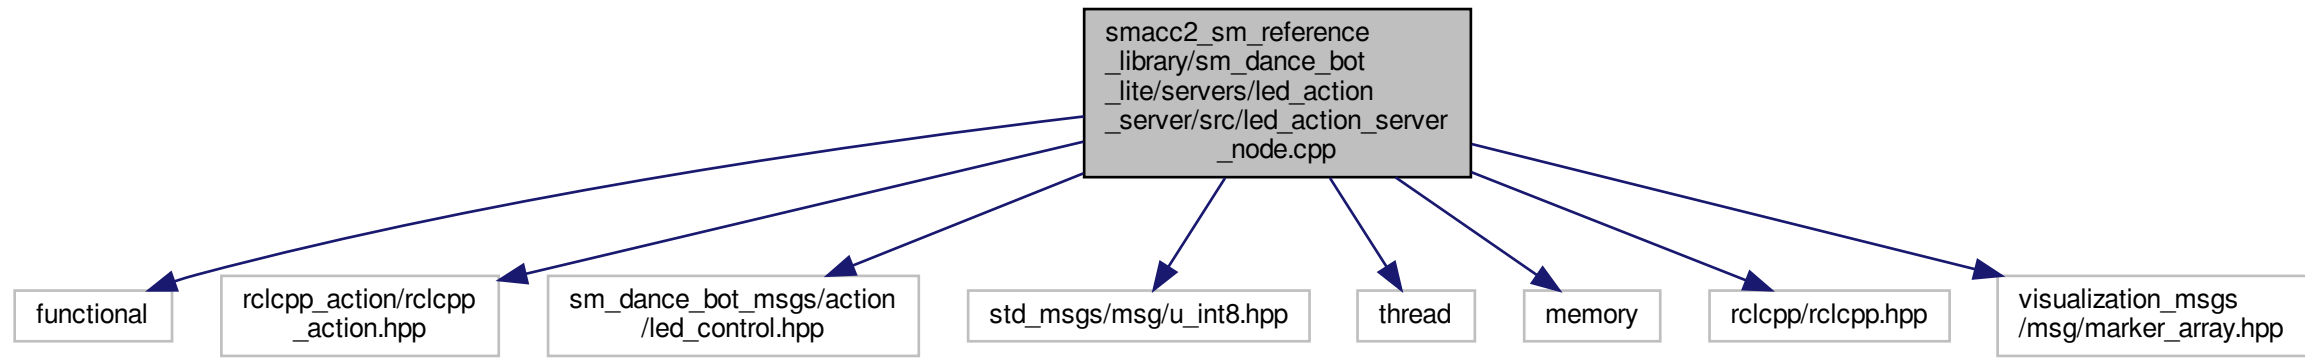 smacc2_sm_reference
_library/sm_dance_bot
_lite/servers/led_action
_server/src/led_action_server
_node.cpp
functional
rclcpp_action/rclcpp
_action.hpp
sm_dance_bot_msgs/action
/led_control.hpp
std_msgs/msg/u_int8.hpp
thread
memory
rclcpp/rclcpp.hpp
visualization_msgs
/msg/marker_array.hpp